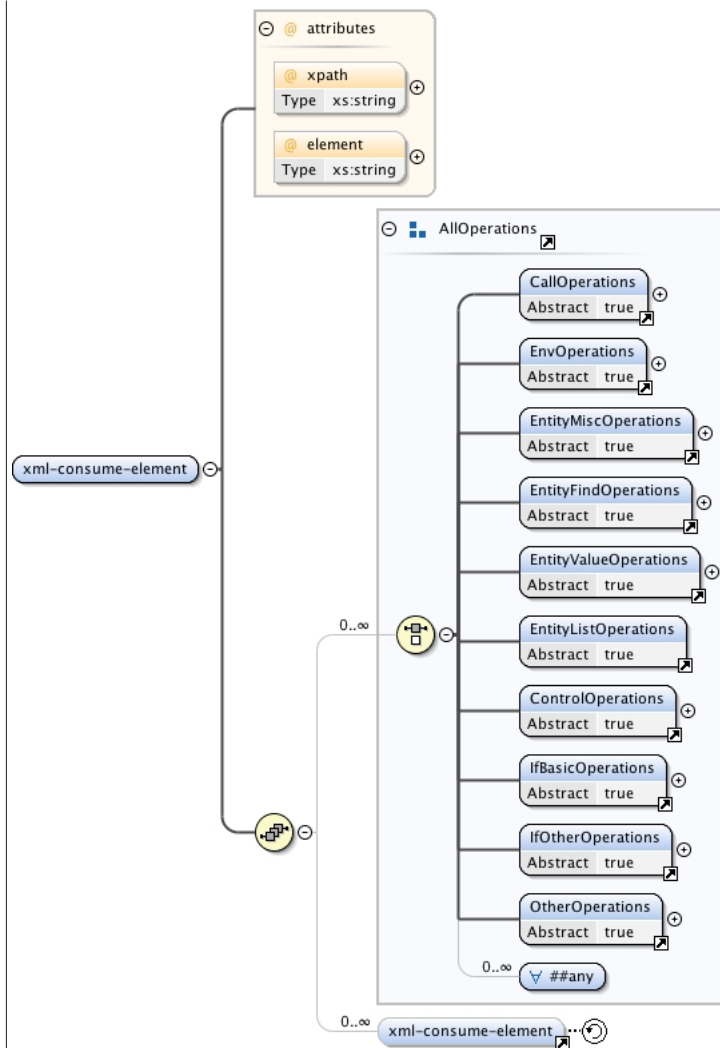 @ attributes
@ xpath
Type xs:string
@ element
Type xs:string
AllOperations
CallOperations
Abstract true
EnvOperations
Abstract true
EntityMiscOperations
Abstract true
EntityFindOperations
Abstract true
xml-consume-element
EntityValueOperations
Abstract true
0..∞
EntityListOperations
Abstract true
ControlOperations
Abstract true
IfBasicOperations
Abstract true
IfOtherOperations
Abstract true
OtherOperations
Abstract true
0..∞
∀ ##any
0..∞
xml-consume-element